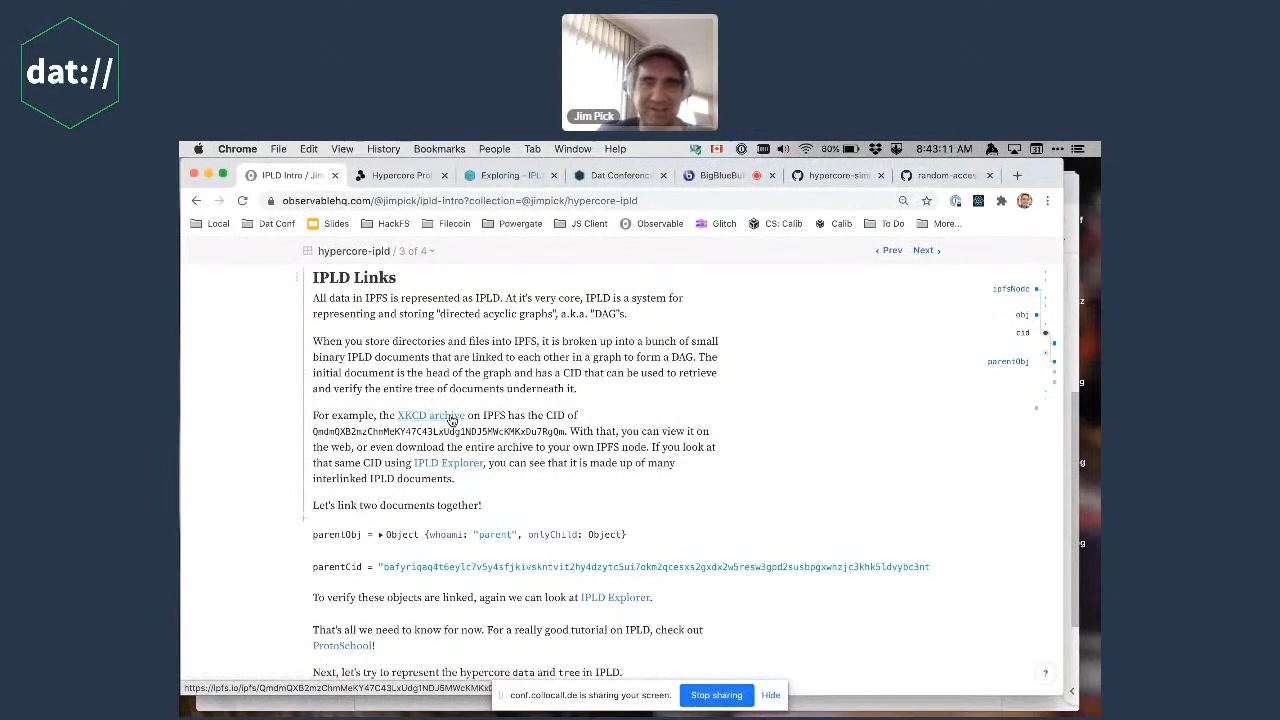 dat://
Jim Pick
Chrome File Edit View History Bookmarks People Tab Window Help 80% 8:43:11 AM
IPLD Intro / Jim Hypercore Pro Exploring - IPL Dat Conferenc BigBlueBu hypercore-sim random-acces
observablehq.com/@jimpick/ipld-intro?collection=@jimpick/hypercore-ipld
Local Dat Conf Slides HackFS Filecoin Powergate JS Client Observable Glitch CS: Calib Calib To Do More...
hypercore-ipld / 3 of 4
‹ Prev Next ›
IPLD Links
All data in IPFS is represented as IPLD. At it's very core, IPLD is a system for
representing and storing "directed acyclic graphs", a.k.a. "DAG"s.
When you store directories and files into IPFS, it is broken up into a bunch of small
binary IPLD documents that are linked to each other in a graph to form a DAG. The
initial document is the head of the graph and has a CID that can be used to retrieve
and verify the entire tree of documents underneath it.
For example, the XKCD archive on IPFS has the CID of
QmdmQXB2mzChmMeKY47C43LxUdg1NDJ5MWcKMKxDu7RgQm. With that, you can view it on
the web, or even download the entire archive to your own IPFS node. If you look at
that same CID using IPLD Explorer, you can see that it is made up of many
interlinked IPLD documents.
Let's link two documents together!
parentObj = ▸ Object {whoami: "parent", onlyChild: Object}
parentCid = "bafyriqaq4t6eylc7v5y4sfjkivskntvit2hy4dzytc5ui7okm2qcesxs2gxdx2w5resw3gpd2susbpgxwhzjc3khk5ldvybc3nt
To verify these objects are linked, again we can look at IPLD Explorer.
That's all we need to know for now. For a really good tutorial on IPLD, check out
ProtoSchool!
Next, let's try to represent the hypercore data and tree in IPLD.
ipfsNode
obj
cid
parentObj
?
https://ipfs.io/ipfs/QmdmQXB2mzChmMeKY47C43LxUdg1NDJ5MWcKMKxD
conf.collocall.de is sharing your screen. Stop sharing Hide